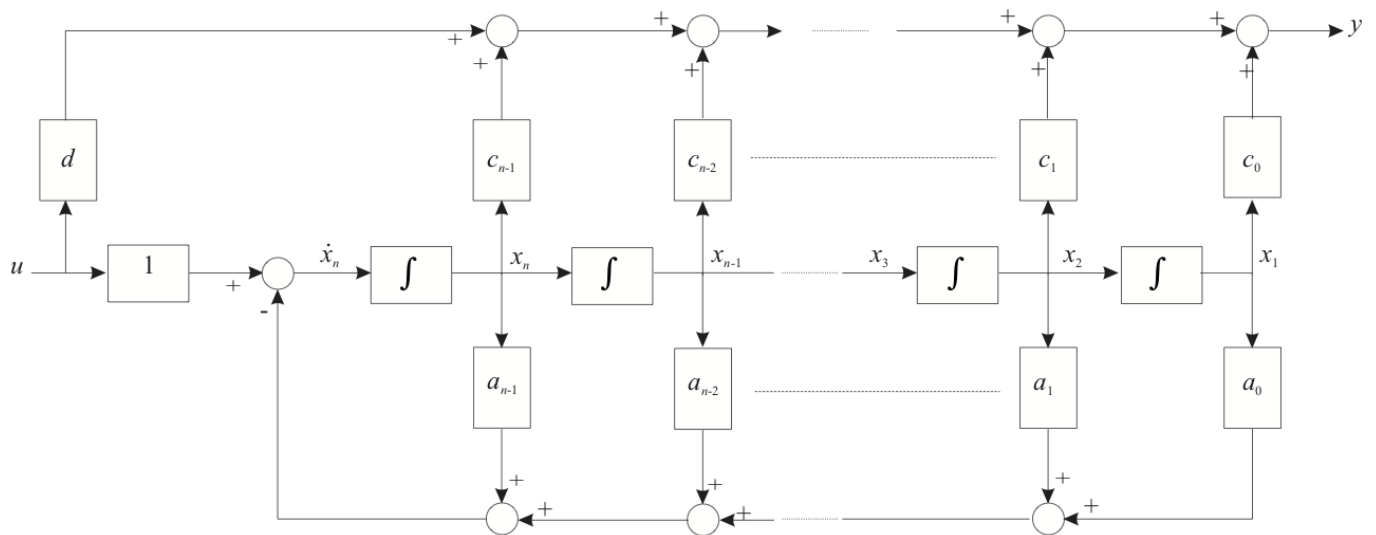 + + + + y
+ + + +
d c_{n-1} c_{n-2} c_1 c_0
u 1 + - ẋ_n ∫ x_n ∫ x_{n-1} x_3 ∫ x_2 ∫ x_1
a_{n-1} a_{n-2} a_1 a_0
+ + +
+ + +